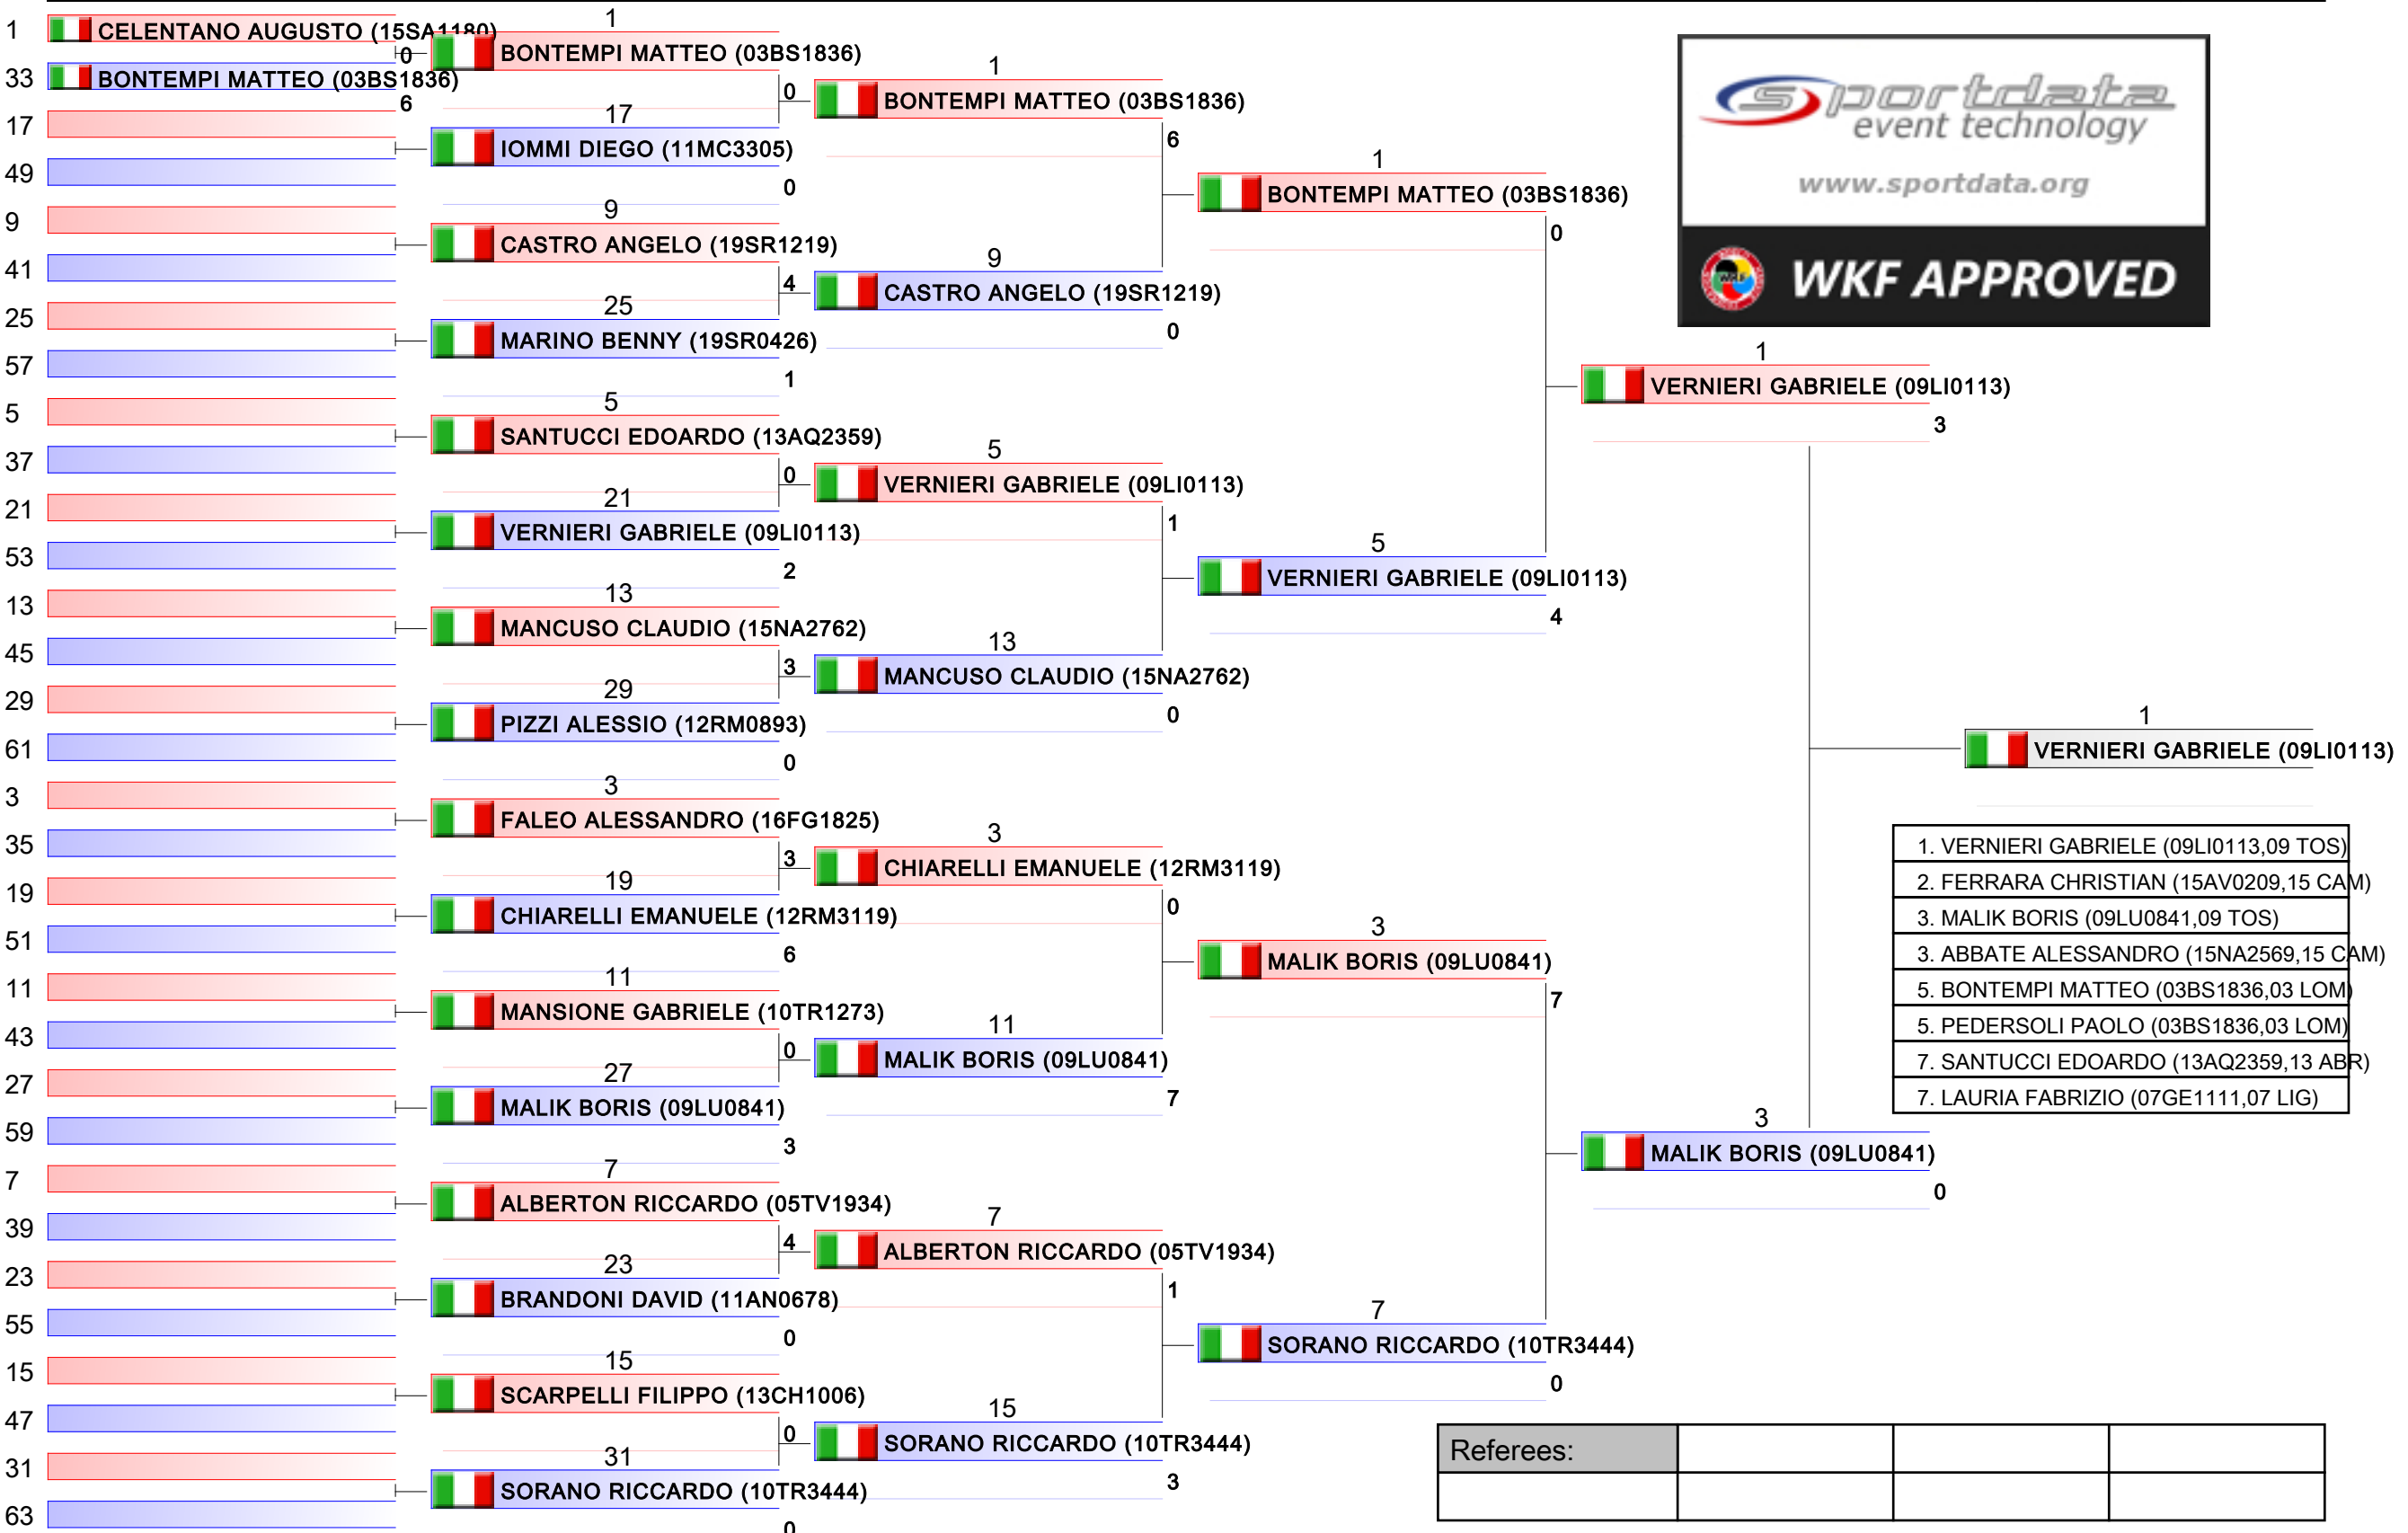 1
CELENTANO AUGUSTO (15SA1180)
0
33
BONTEMPI MATTEO (03BS1836)
6
17
49
9
41
25
57
5
37
21
53
13
45
29
61
3
35
19
51
11
43
27
59
7
39
23
55
15
47
31
63
1
BONTEMPI MATTEO (03BS1836)
0
17
IOMMI DIEGO (11MC3305)
0
9
CASTRO ANGELO (19SR1219)
4
25
MARINO BENNY (19SR0426)
1
5
SANTUCCI EDOARDO (13AQ2359)
0
21
VERNIERI GABRIELE (09LI0113)
2
13
MANCUSO CLAUDIO (15NA2762)
3
29
PIZZI ALESSIO (12RM0893)
0
3
FALEO ALESSANDRO (16FG1825)
3
19
CHIARELLI EMANUELE (12RM3119)
6
11
MANSIONE GABRIELE (10TR1273)
0
27
MALIK BORIS (09LU0841)
3
7
ALBERTON RICCARDO (05TV1934)
4
23
BRANDONI DAVID (11AN0678)
0
15
SCARPELLI FILIPPO (13CH1006)
0
31
SORANO RICCARDO (10TR3444)
0
1
BONTEMPI MATTEO (03BS1836)
6
9
CASTRO ANGELO (19SR1219)
0
5
VERNIERI GABRIELE (09LI0113)
1
13
MANCUSO CLAUDIO (15NA2762)
0
3
CHIARELLI EMANUELE (12RM3119)
0
11
MALIK BORIS (09LU0841)
7
7
ALBERTON RICCARDO (05TV1934)
1
15
SORANO RICCARDO (10TR3444)
3
1
BONTEMPI MATTEO (03BS1836)
0
5
VERNIERI GABRIELE (09LI0113)
4
3
MALIK BORIS (09LU0841)
7
7
SORANO RICCARDO (10TR3444)
0
1
VERNIERI GABRIELE (09LI0113)
3
3
MALIK BORIS (09LU0841)
0
1
VERNIERI GABRIELE (09LI0113)
sportdata
event technology
www.sportdata.org
WKF
WKF APPROVED
1. VERNIERI GABRIELE (09LI0113,09 TOS)
2. FERRARA CHRISTIAN (15AV0209,15 CAM)
3. MALIK BORIS (09LU0841,09 TOS)
3. ABBATE ALESSANDRO (15NA2569,15 CAM)
5. BONTEMPI MATTEO (03BS1836,03 LOM)
5. PEDERSOLI PAOLO (03BS1836,03 LOM)
7. SANTUCCI EDOARDO (13AQ2359,13 ABR)
7. LAURIA FABRIZIO (07GE1111,07 LIG)
Referees: